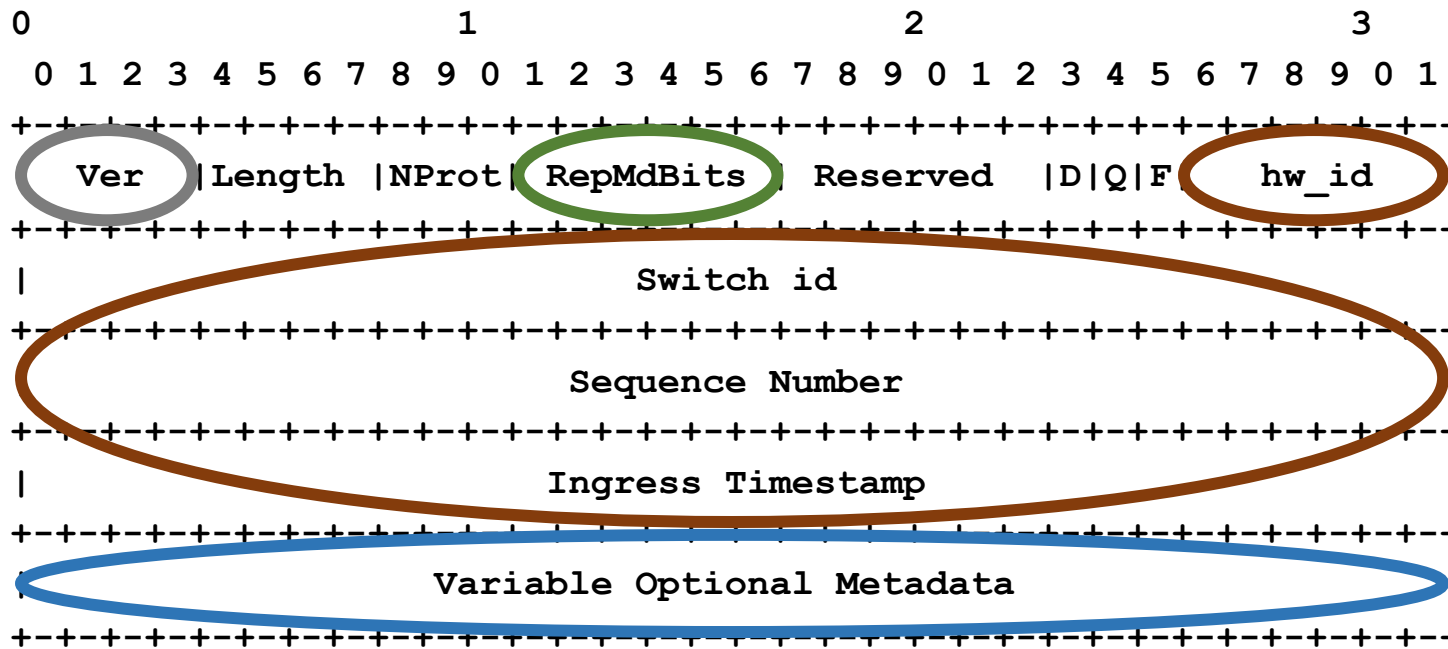 0 1 2 3
0 1 2 3 4 5 6 7 8 9 0 1 2 3 4 5 6 7 8 9 0 1 2 3 4 5 6 7 8 9 0 1
+-+-+-+-+-+-+-+-+-+-+-+-+-+-+-+-+-+-+-+-+-+-+-+-+-+-+-+-+-+-+-+-+-
Ver |Length |NProt| RepMdBits | Reserved |D|Q|F| hw_id
+-+-+-+-+-+-+-+-+-+-+-+-+-+-+-+-+-+-+-+-+-+-+-+-+-+-+-+-+-+-+-+-+-
| Switch id
+-+-+-+-+-+-+-+-+-+-+-+-+-+-+-+-+-+-+-+-+-+-+-+-+-+-+-+-+-+-+-+-+-
Sequence Number
+-+-+-+-+-+-+-+-+-+-+-+-+-+-+-+-+-+-+-+-+-+-+-+-+-+-+-+-+-+-+-+-+-
| Ingress Timestamp
+-+-+-+-+-+-+-+-+-+-+-+-+-+-+-+-+-+-+-+-+-+-+-+-+-+-+-+-+-+-+-+-+-
Variable Optional Metadata
+-+-+-+-+-+-+-+-+-+-+-+-+-+-+-+-+-+-+-+-+-+-+-+-+-+-+-+-+-+-+-+-+-